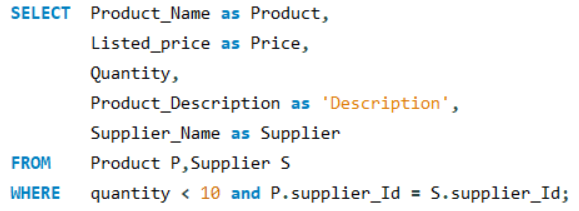 SELECT Product_Name as Product,
Listed_price as Price,
Quantity,
Product_Description as 'Description',
Supplier_Name as Supplier
FROM Product P,Supplier S
WHERE quantity < 10 and P.supplier_Id = S.supplier_Id;